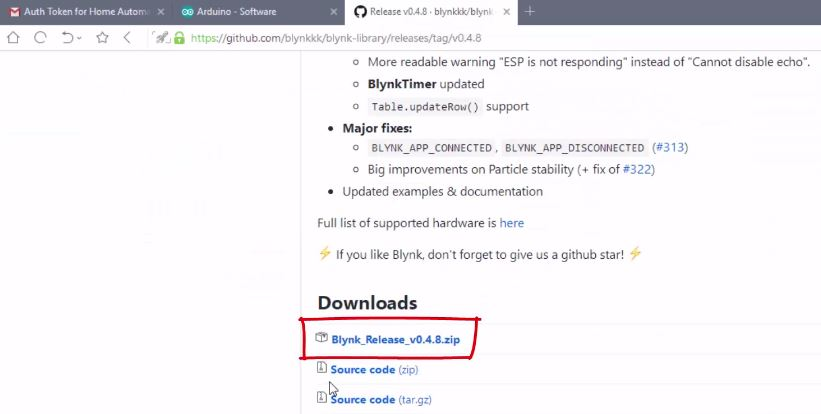 Auth Token for Home Automa
Arduino - Software
Release v0.4.8 · blynkkk/blynk-
https://github.com/blynkkk/blynk-library/releases/tag/v0.4.8
More readable warning "ESP is not responding" instead of "Cannot disable echo".
BlynkTimer updated
Table.updateRow() support
Major fixes:
BLYNK_APP_CONNECTED, BLYNK_APP_DISCONNECTED (#313)
Big improvements on Particle stability (+ fix of #322)
Updated examples & documentation
Full list of supported hardware is here
⚡ If you like Blynk, don't forget to give us a github star! ⚡
Downloads
Blynk_Release_v0.4.8.zip
Source code (zip)
Source code (tar.gz)